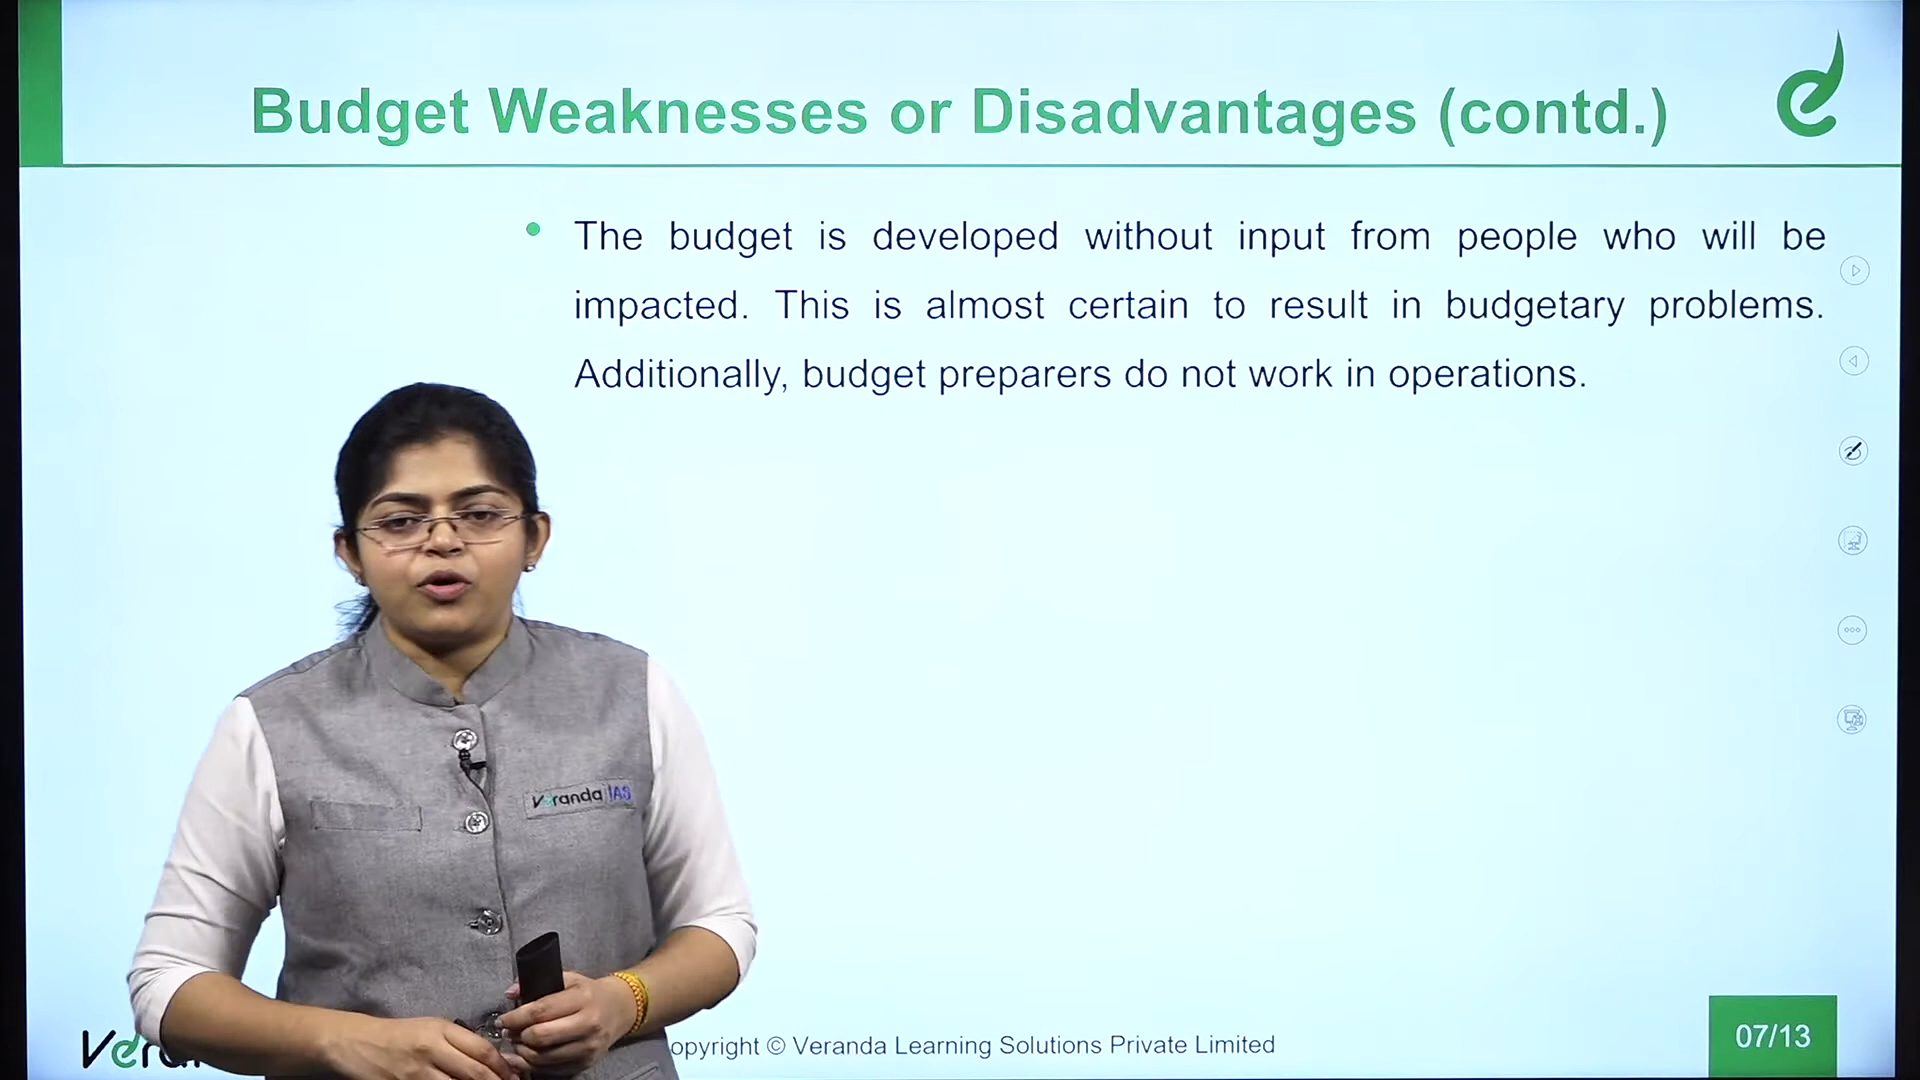 Budget Weaknesses or Disadvantages (contd.)
• The budget is developed without input from people who will be
impacted. This is almost certain to result in budgetary problems.
Additionally, budget preparers do not work in operations.
Veranda IAS
opyright © Veranda Learning Solutions Private Limited
07/13